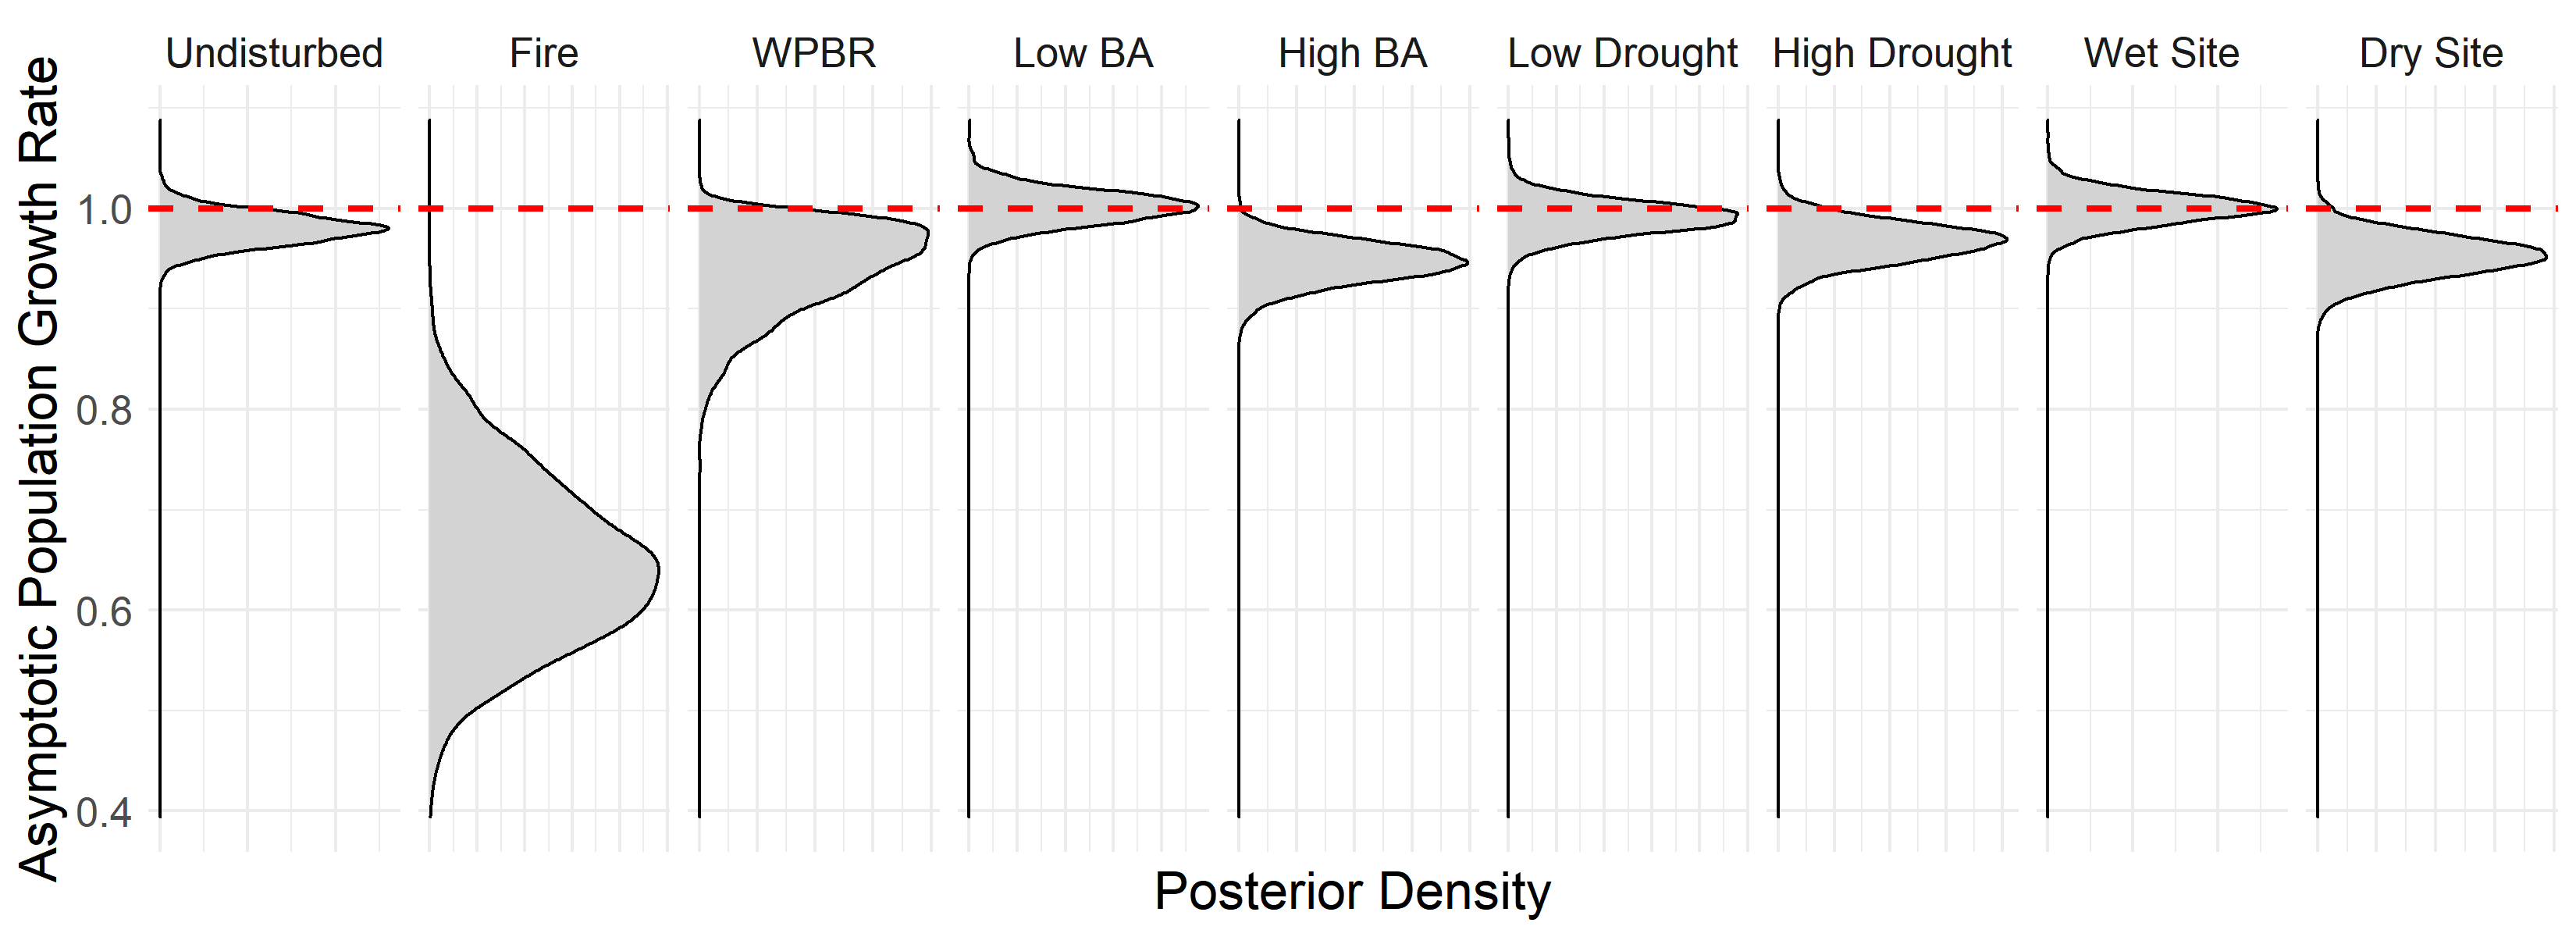 Undisturbed Fire WPBR Low BA High BA Low Drought High Drought Wet Site Dry Site
Asymptotic Population Growth Rate
1.0
0.8
0.6
0.4
Posterior Density